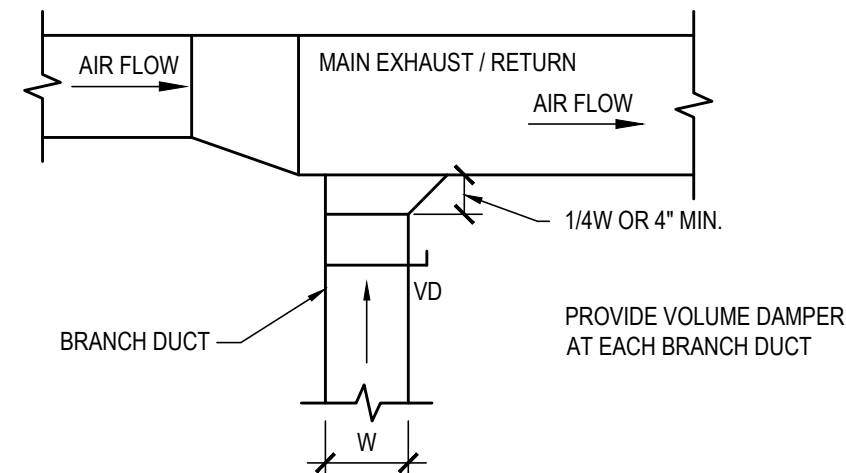 AIR FLOW
MAIN EXHAUST / RETURN
AIR FLOW
1/4W OR 4" MIN.
VD
BRANCH DUCT
PROVIDE VOLUME DAMPER
AT EACH BRANCH DUCT
W